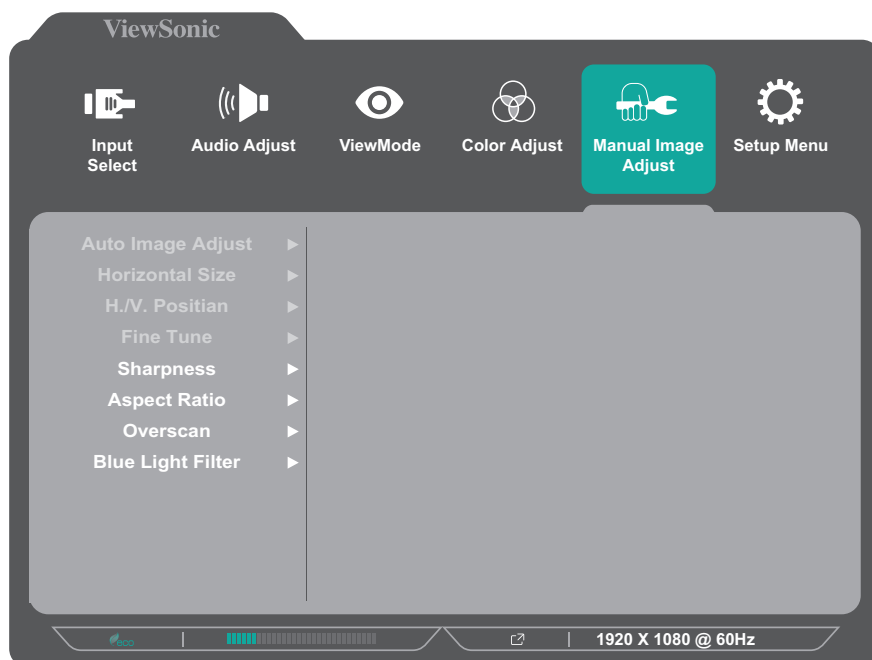 ViewSonic
Input
Select
Audio Adjust
ViewMode
Color Adjust
Manual Image
Adjust
Setup Menu
Auto Image Adjust
Horizontal Size
H./V. Positian
Fine Tune
Sharpness
Aspect Ratio
Overscan
Blue Light Filter
eco
1920 X 1080 @ 60Hz